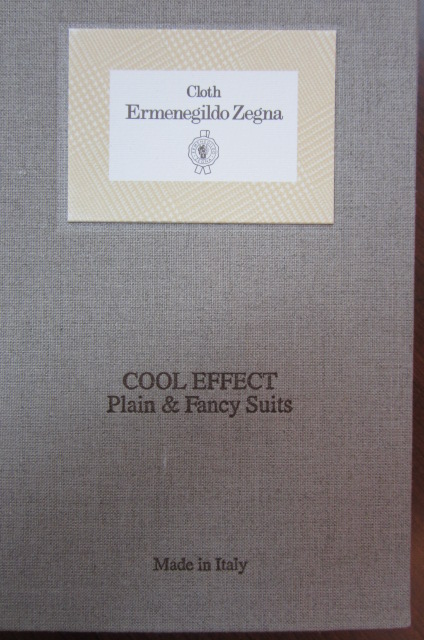 Cloth
Ermenegildo Zegna
COOL EFFECT
Plain & Fancy Suits
Made in Italy